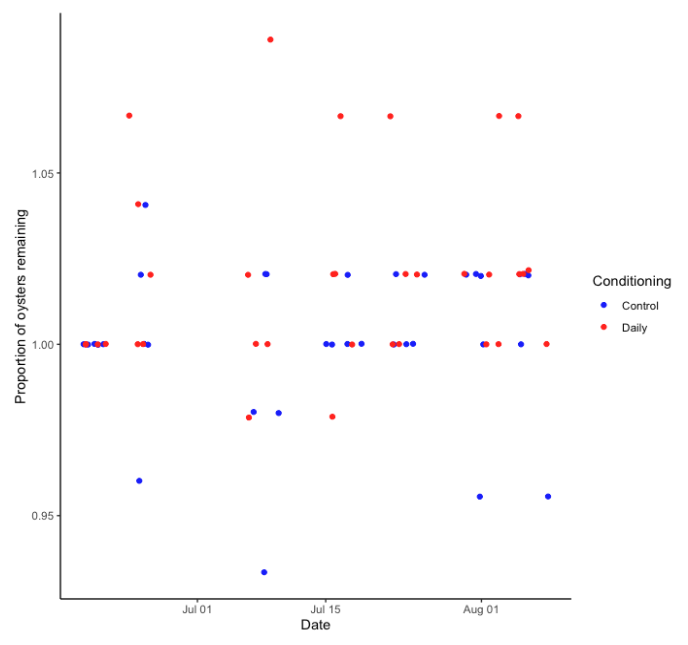 Proportion of oysters remaining
1.05
1.00
0.95
Jul 01
Jul 15
Aug 01
Date
Conditioning
Control
Daily